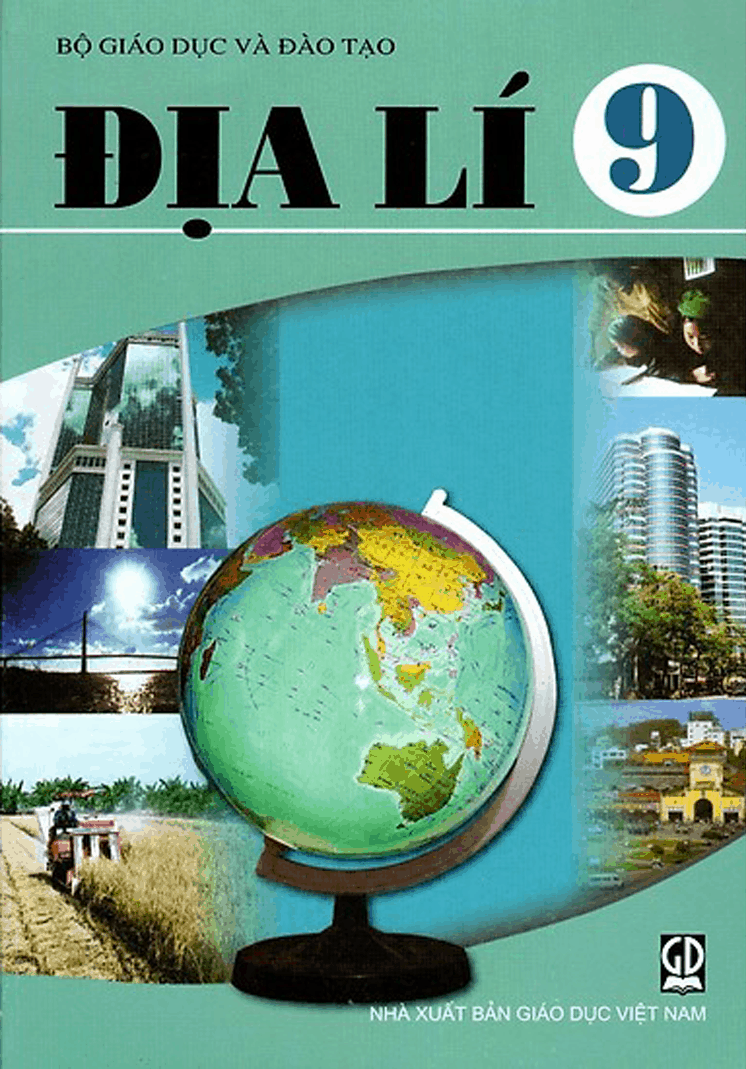 BỘ GIÁO DỤC VÀ ĐÀO TẠO
ĐỊA LÍ 9
GD
NHÀ XUẤT BẢN GIÁO DỤC VIỆT NAM